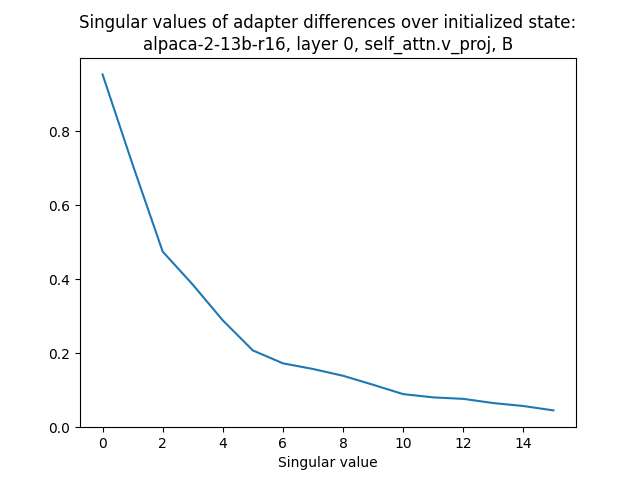 Singular values of adapter differences over initialized state:
alpaca-2-13b-r16, layer 0, self_attn.v_proj, B
0.8
0.6
0.4
0.2
0.0
0 2 4 6 8 10 12 14
Singular value